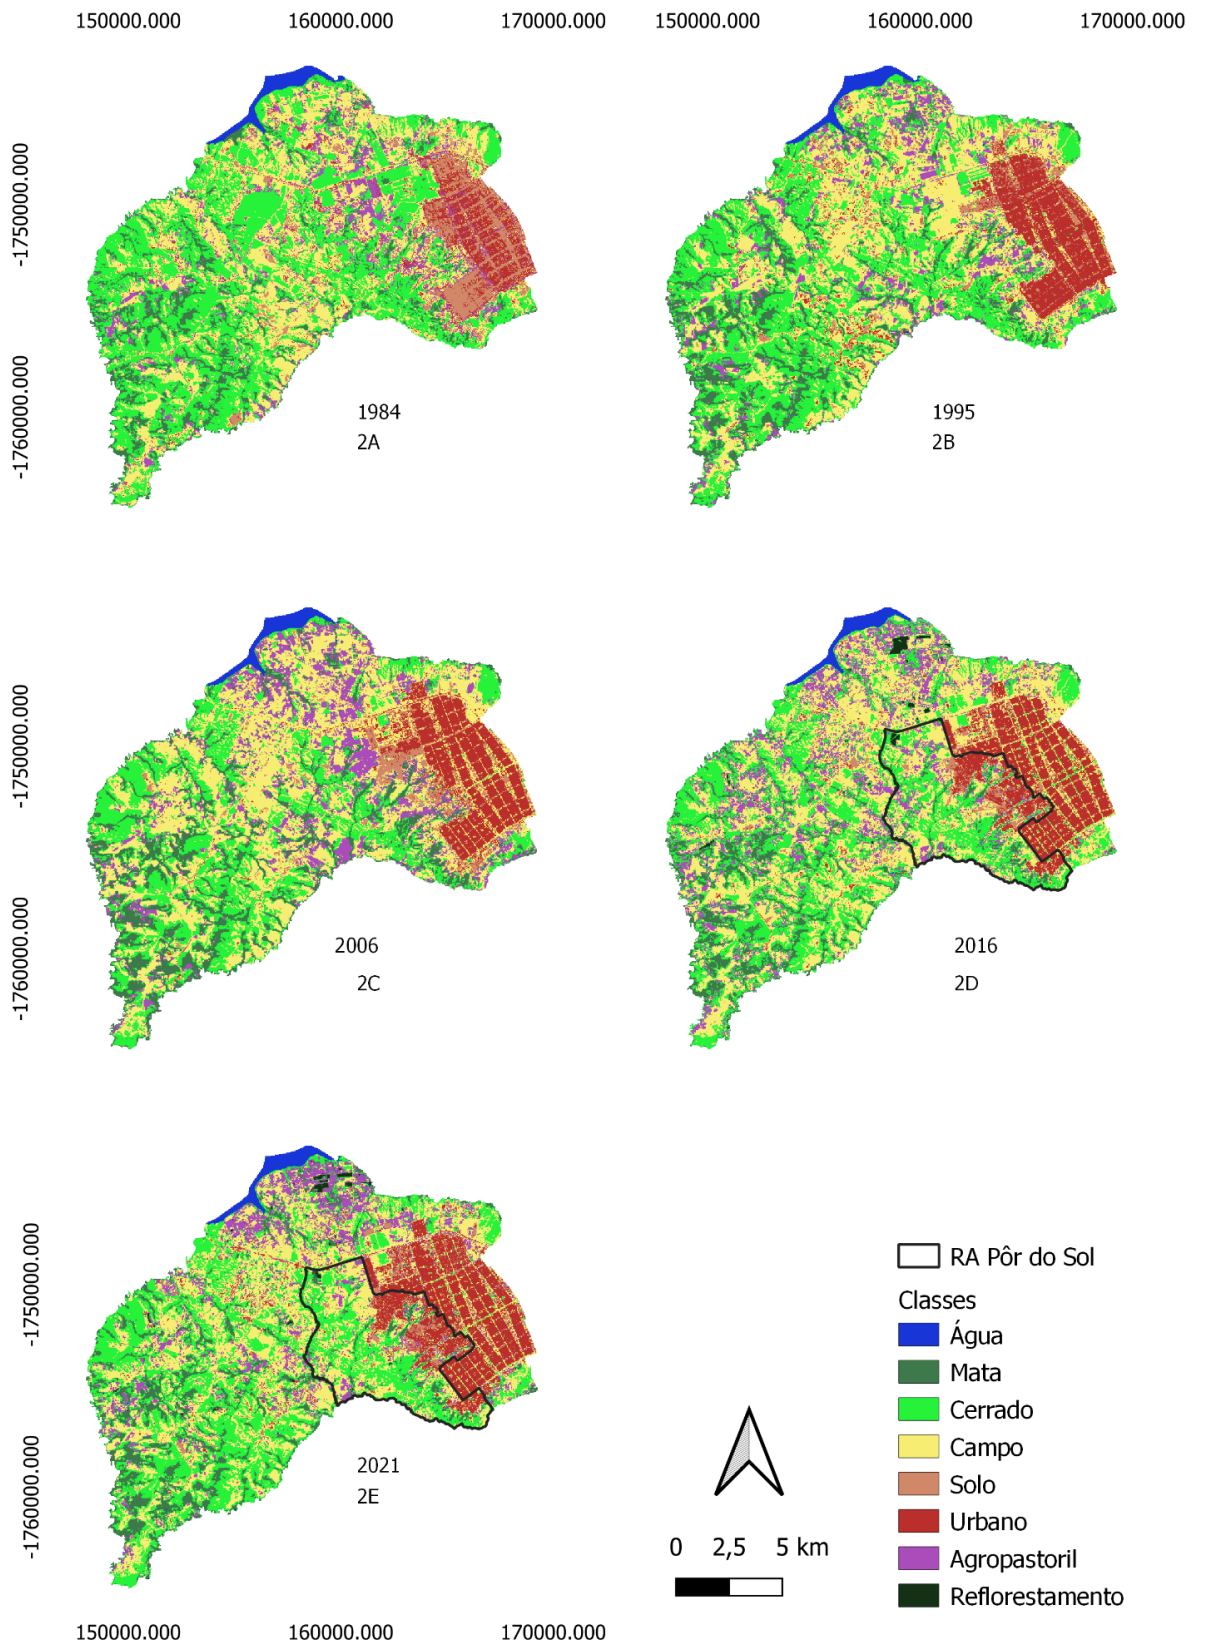 150000.000 160000.000 170000.000 150000.000 160000.000 170000.000
-1750000.000
-1760000.000
1984
2A
1995
2B
-1750000.000
-1760000.000
2006
2C
2016
2D
-1750000.000
-1760000.000
2021
2E
RA Pôr do Sol
Classes
Água
Mata
Cerrado
Campo
Solo
Urbano
Agropastoril
Reflorestamento
0 2,5 5 km
150000.000 160000.000 170000.000